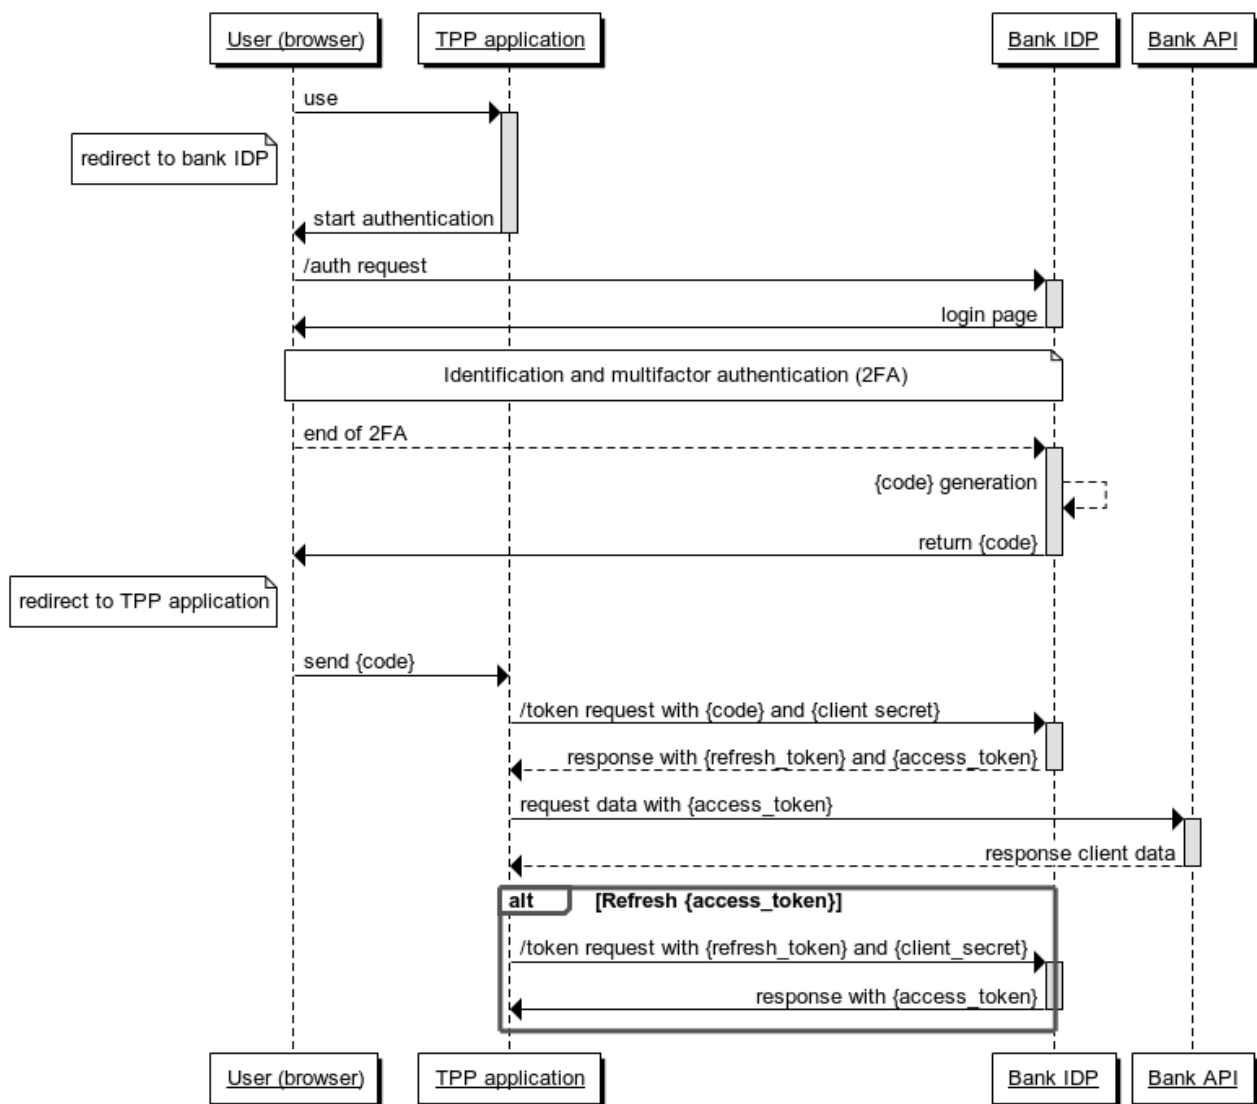 User (browser)
TPP application
Bank IDP
Bank API
use
redirect to bank IDP
start authentication
/auth request
login page
Identification and multifactor authentication (2FA)
end of 2FA
{code} generation
return {code}
redirect to TPP application
send {code}
/token request with {code} and {client secret}
response with {refresh_token} and {access_token}
request data with {access_token}
response client data
alt [Refresh {access_token}]
/token request with {refresh_token} and {client_secret}
response with {access_token}
User (browser)
TPP application
Bank IDP
Bank API